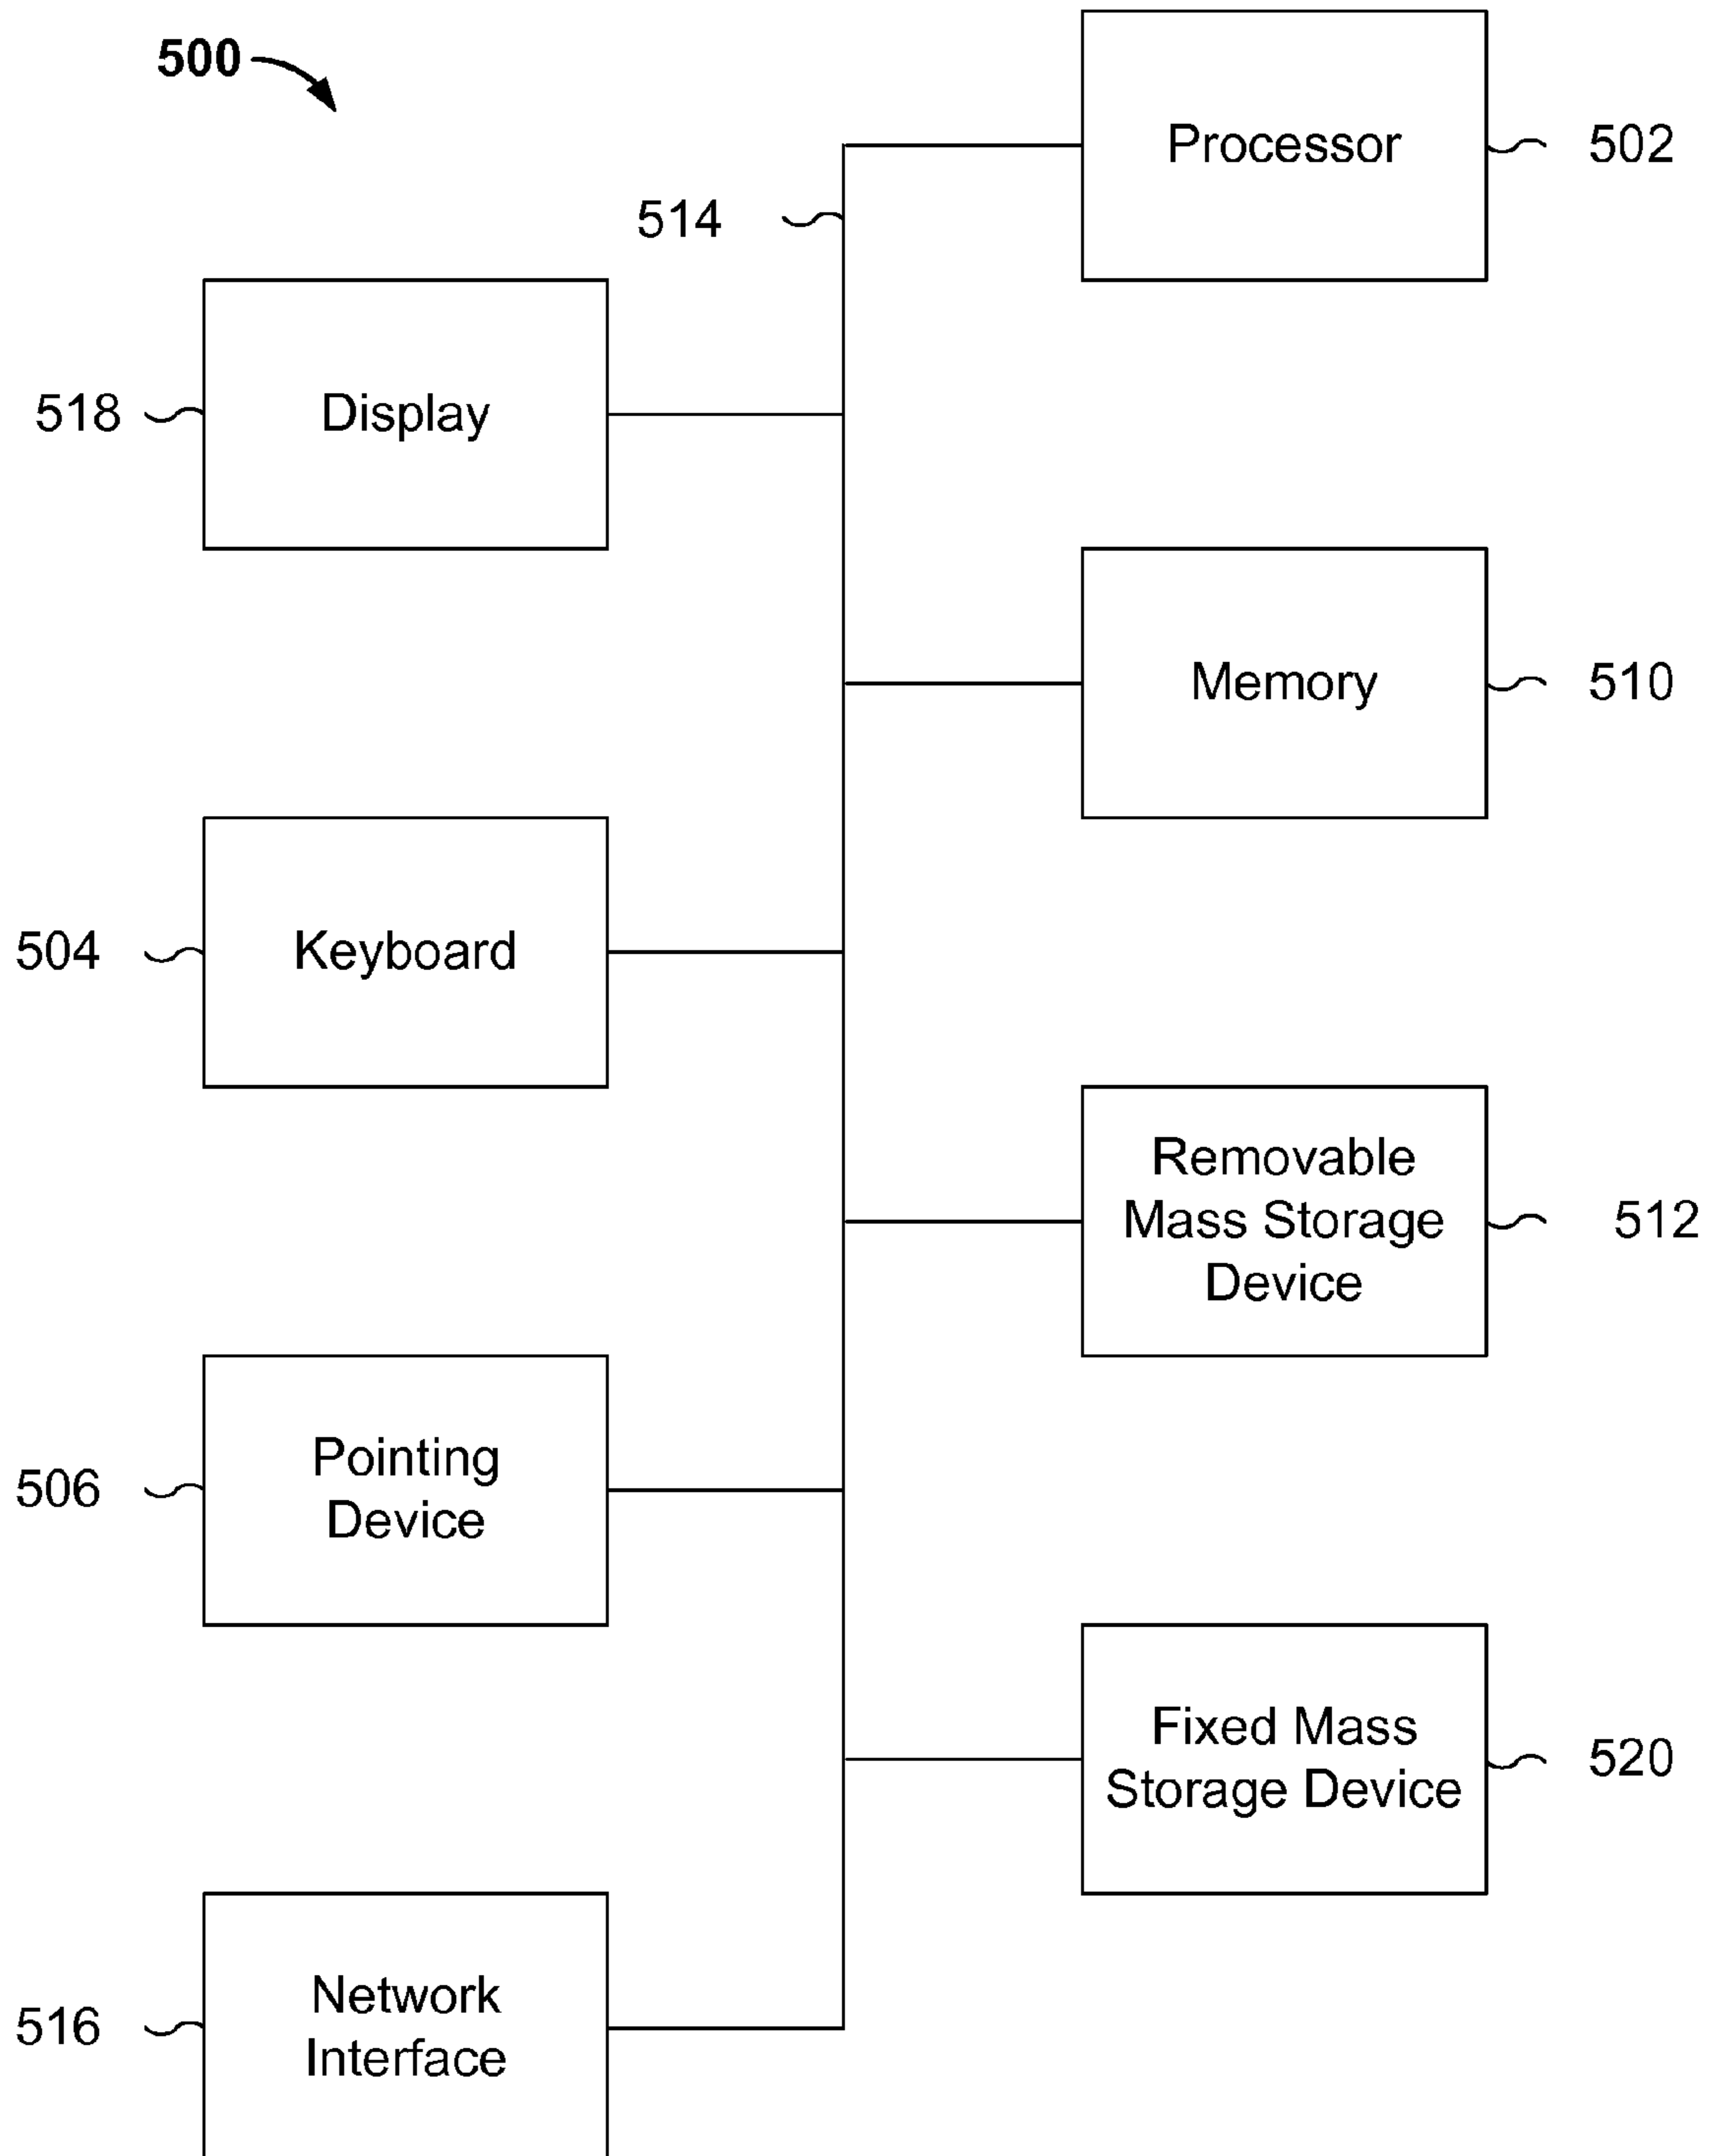 500
Processor
502
514
518
Display
Memory
510
504
Keyboard
Removable
Mass Storage
Device
512
506
Pointing
Device
Fixed Mass
Storage Device
520
516
Network
Interface